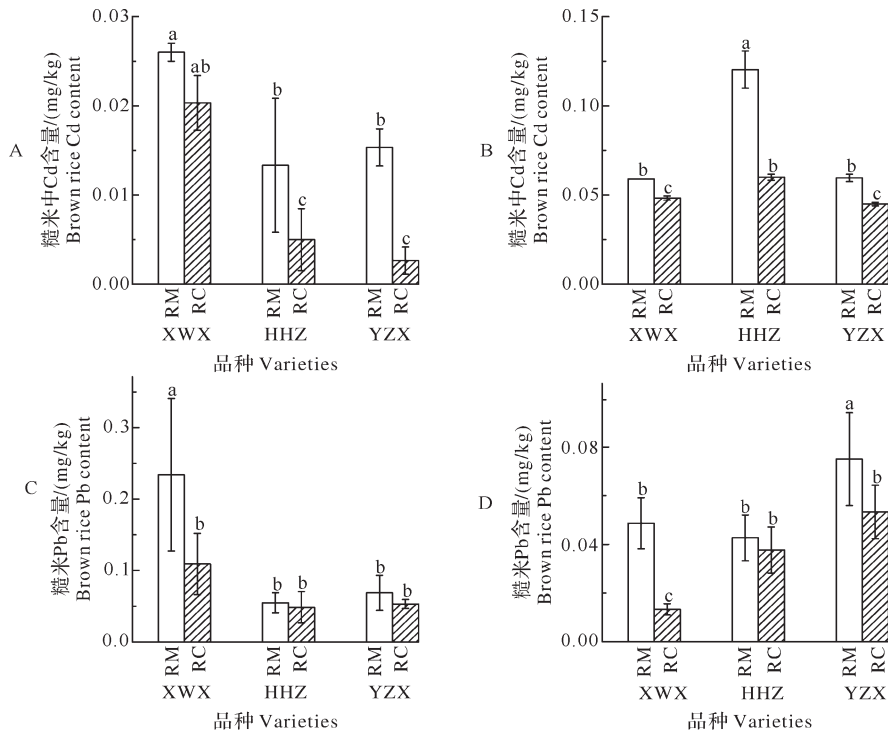 A
糙米中Cd含量/(mg/kg)
Brown rice Cd content
0.03
0.02
0.01
0.00
a
ab
b
c
b
c
RM
RC
RM
RC
RM
RC
XWX
HHZ
YZX
品种 Varieties
B
糙米中Cd含量/(mg/kg)
Brown rice Cd content
0.15
0.10
0.05
0.00
b
c
a
b
b
c
RM
RC
RM
RC
RM
RC
XWX
HHZ
YZX
品种 Varieties
C
糙米Pb含量/(mg/kg)
Brown rice Pb content
0.3
0.2
0.1
0.0
a
b
b
b
b
b
RM
RC
RM
RC
RM
RC
XWX
HHZ
YZX
品种 Varieties
D
糙米Pb含量/(mg/kg)
Brown rice Pb content
0.08
0.04
0.00
b
c
b
b
a
b
RM
RC
RM
RC
RM
RC
XWX
HHZ
YZX
品种 Varieties